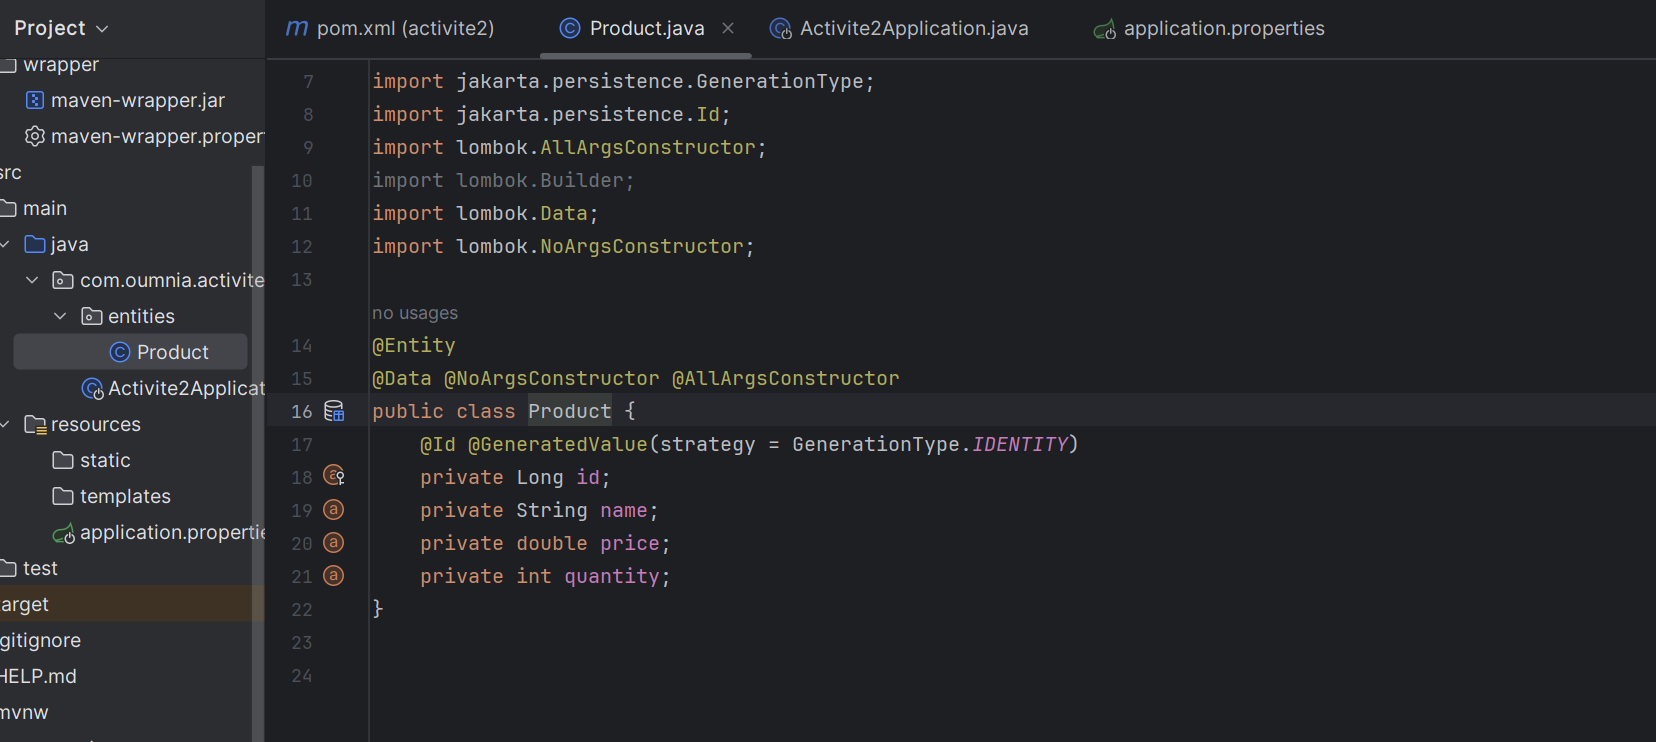 Project
pom.xml (activite2)
Product.java
Activite2Application.java
application.properties
wrapper
maven-wrapper.jar
maven-wrapper.proper
src
main
java
com.oumnia.activite
entities
Product
Activite2Applicat
resources
static
templates
application.propertie
test
target
gitignore
HELP.md
mvnw
7 import jakarta.persistence.GenerationType;
8 import jakarta.persistence.Id;
9 import lombok.AllArgsConstructor;
10 import lombok.Builder;
11 import lombok.Data;
12 import lombok.NoArgsConstructor;
13
no usages
14 @Entity
15 @Data @NoArgsConstructor @AllArgsConstructor
16 public class Product {
17 @Id @GeneratedValue(strategy = GenerationType.IDENTITY)
18 private Long id;
19 private String name;
20 private double price;
21 private int quantity;
22 }
23
24